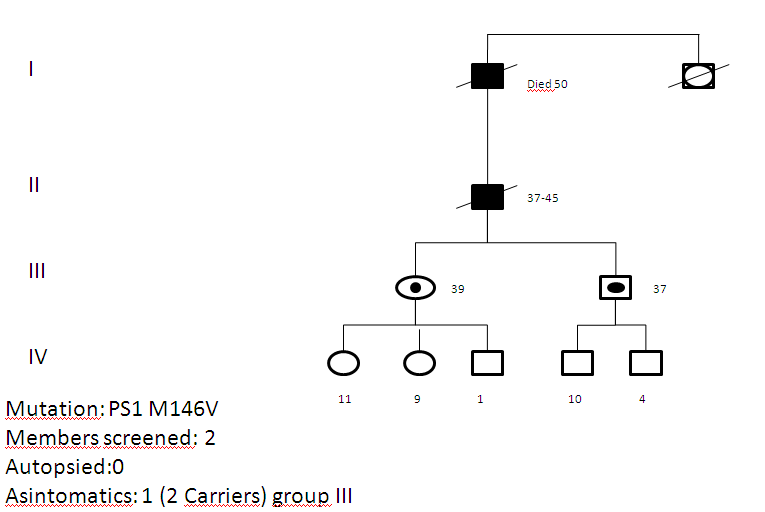 I
Died 50
II
37-45
III
39
37
IV
11
9
1
10
4
Mutation: PS1 M146V
Members screened: 2
Autopsied:0
Asintomatics: 1 (2 Carriers) group III